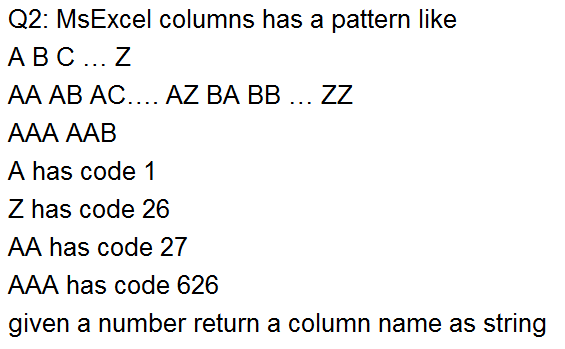 Q2: MsExcel columns has a pattern like
A B C … Z
AA AB AC…. AZ BA BB … ZZ
AAA AAB
A has code 1
Z has code 26
AA has code 27
AAA has code 626
given a number return a column name as string